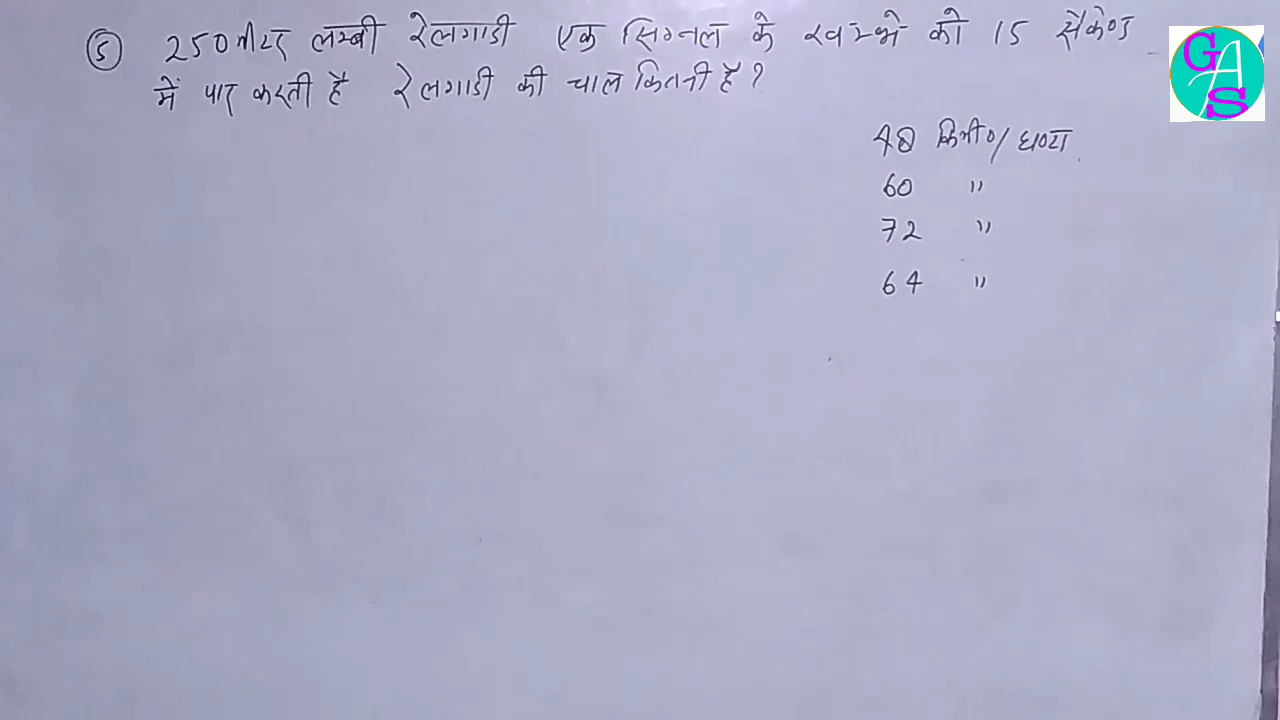 ⑤ 250 मीटर लम्बी रेलगाडी एक सिग्नल के खम्भे को 15 सैकेण्ड
में पार करती है रेलगाडी की चाल कितनी है?
48 कि०मी०/घण्टा
60 "
72 "
64 "
GAS